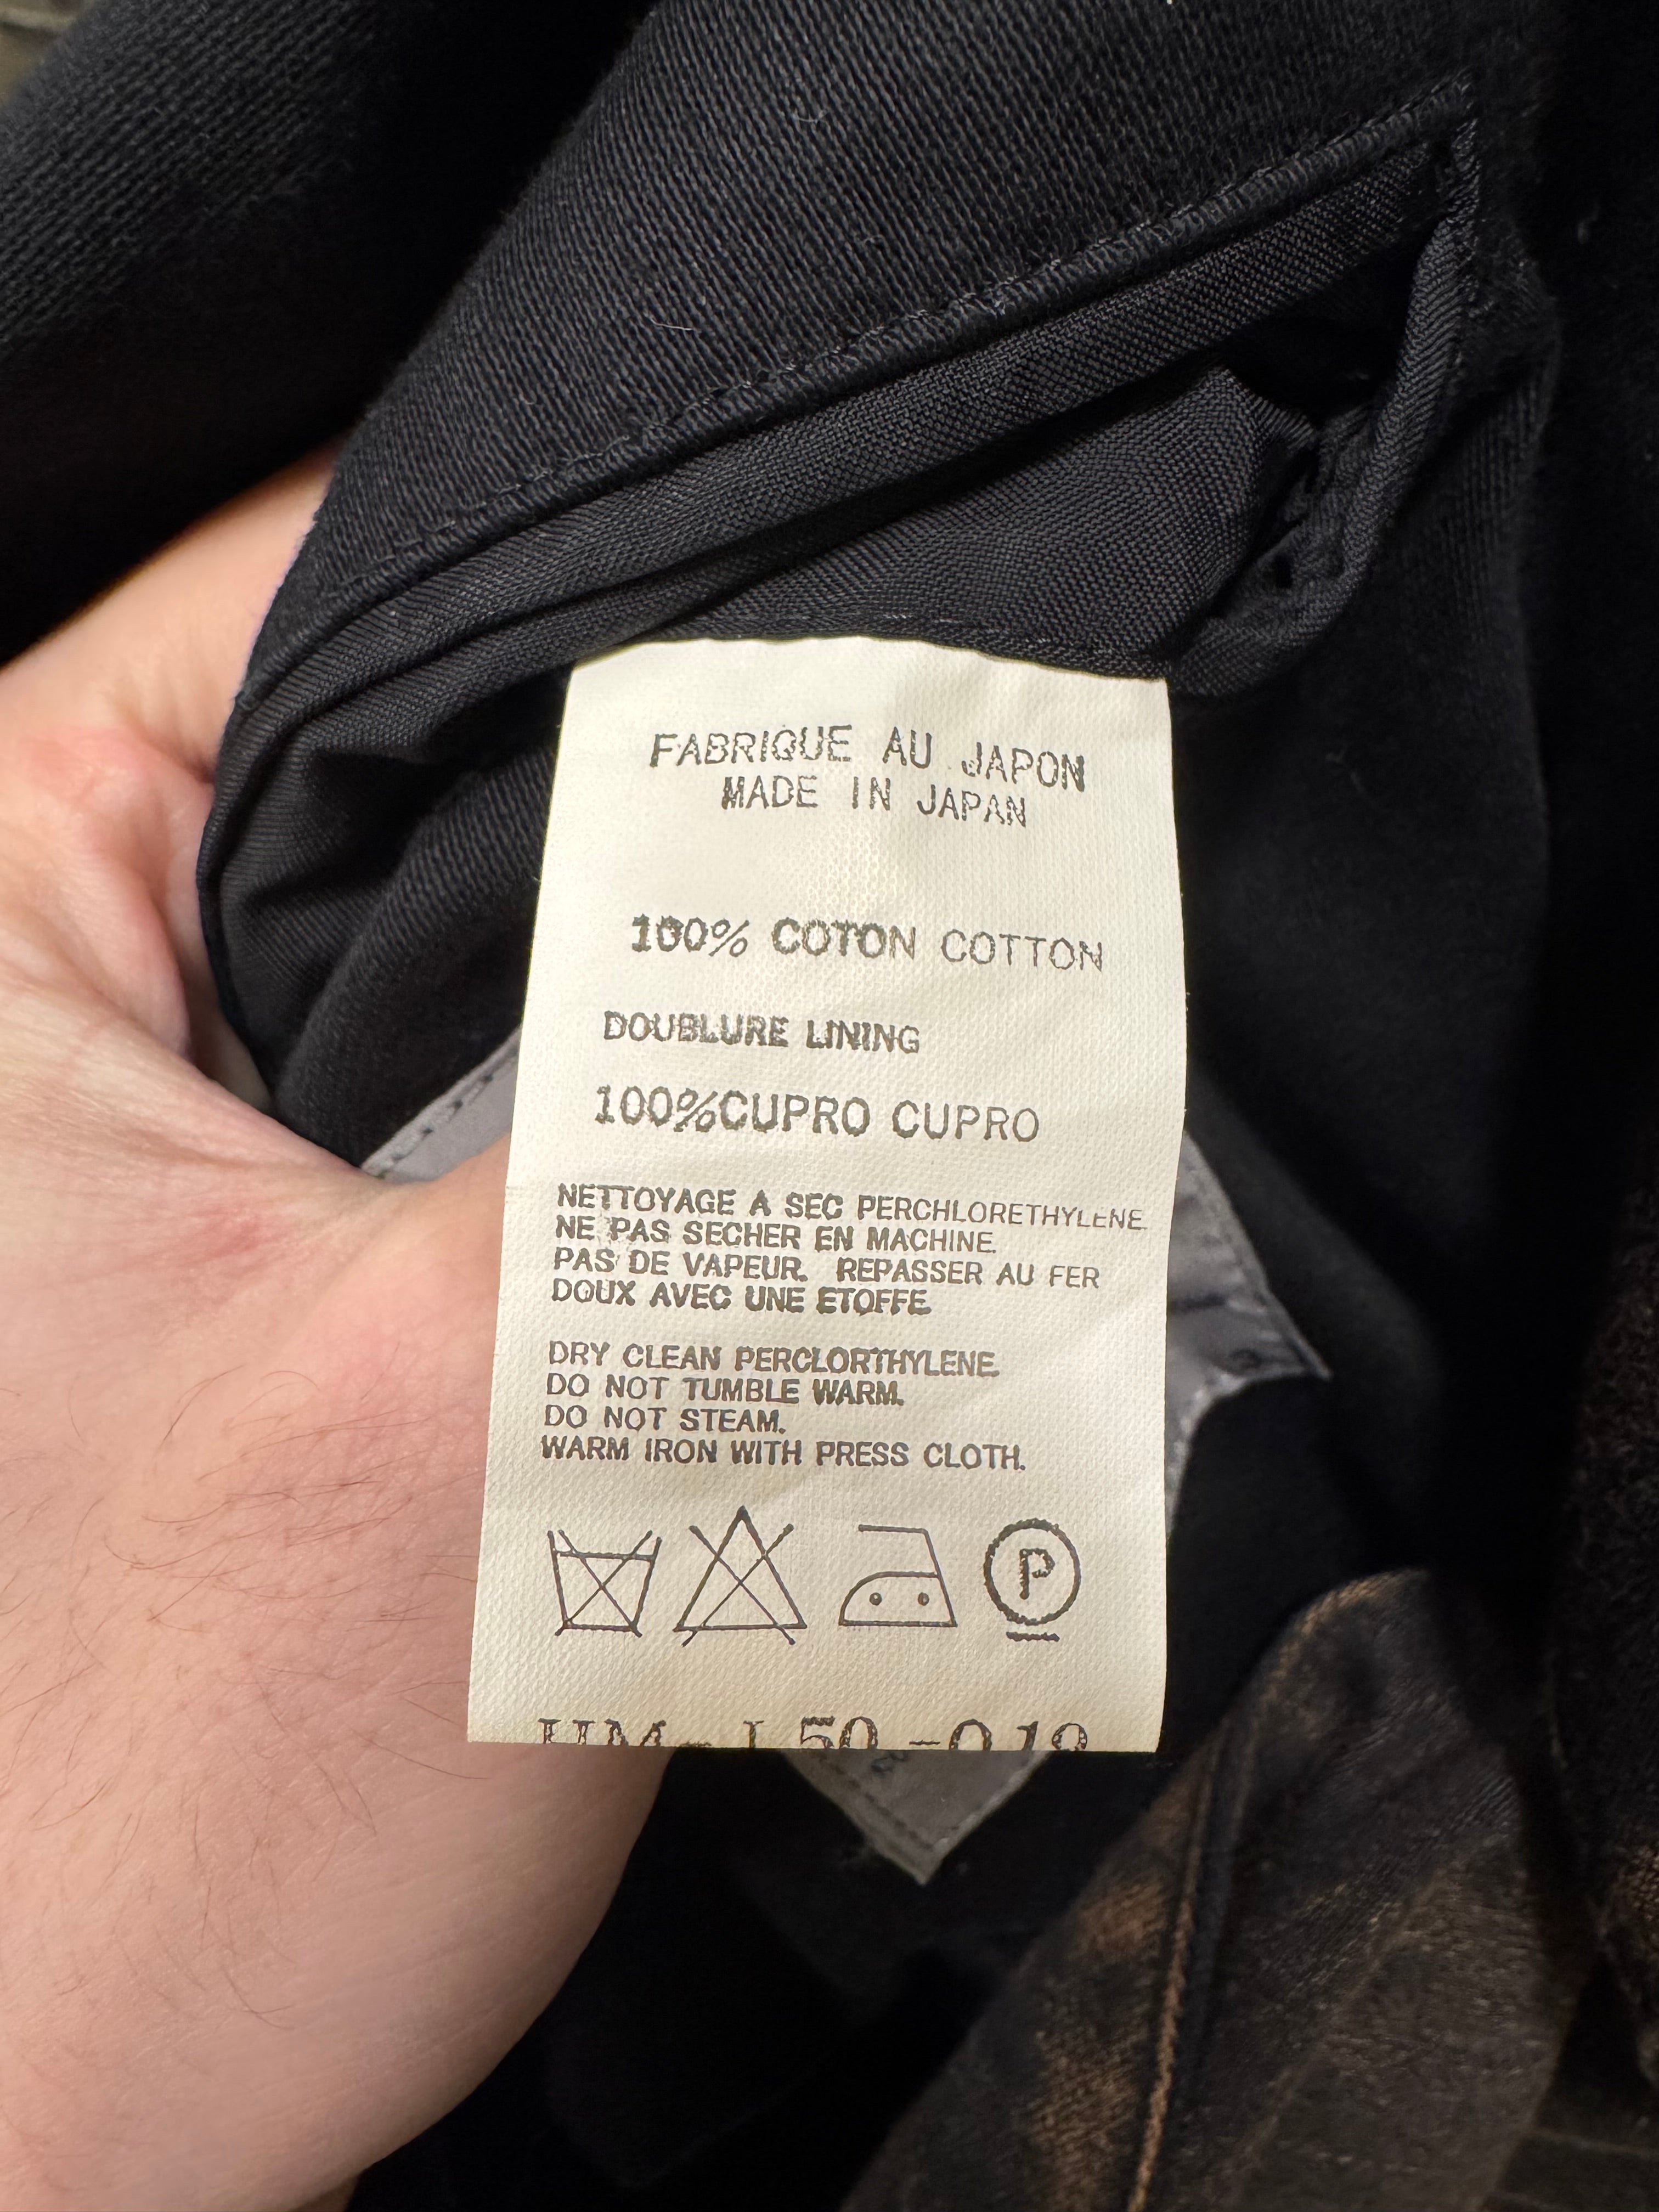 FABRIQUE AU JAPON
MADE IN JAPAN
100% COTON COTTON
DOUBLURE LINING
100%CUPRO CUPRO
NETTOYAGE A SEC PERCHLORETHYLENE.
NE PAS SECHER EN MACHINE.
PAS DE VAPEUR. REPASSER AU FER
DOUX AVEC UNE ETOFFE.
DRY CLEAN PERCLORTHYLENE.
DO NOT TUMBLE WARM.
DO NOT STEAM.
WARM IRON WITH PRESS CLOTH.
P